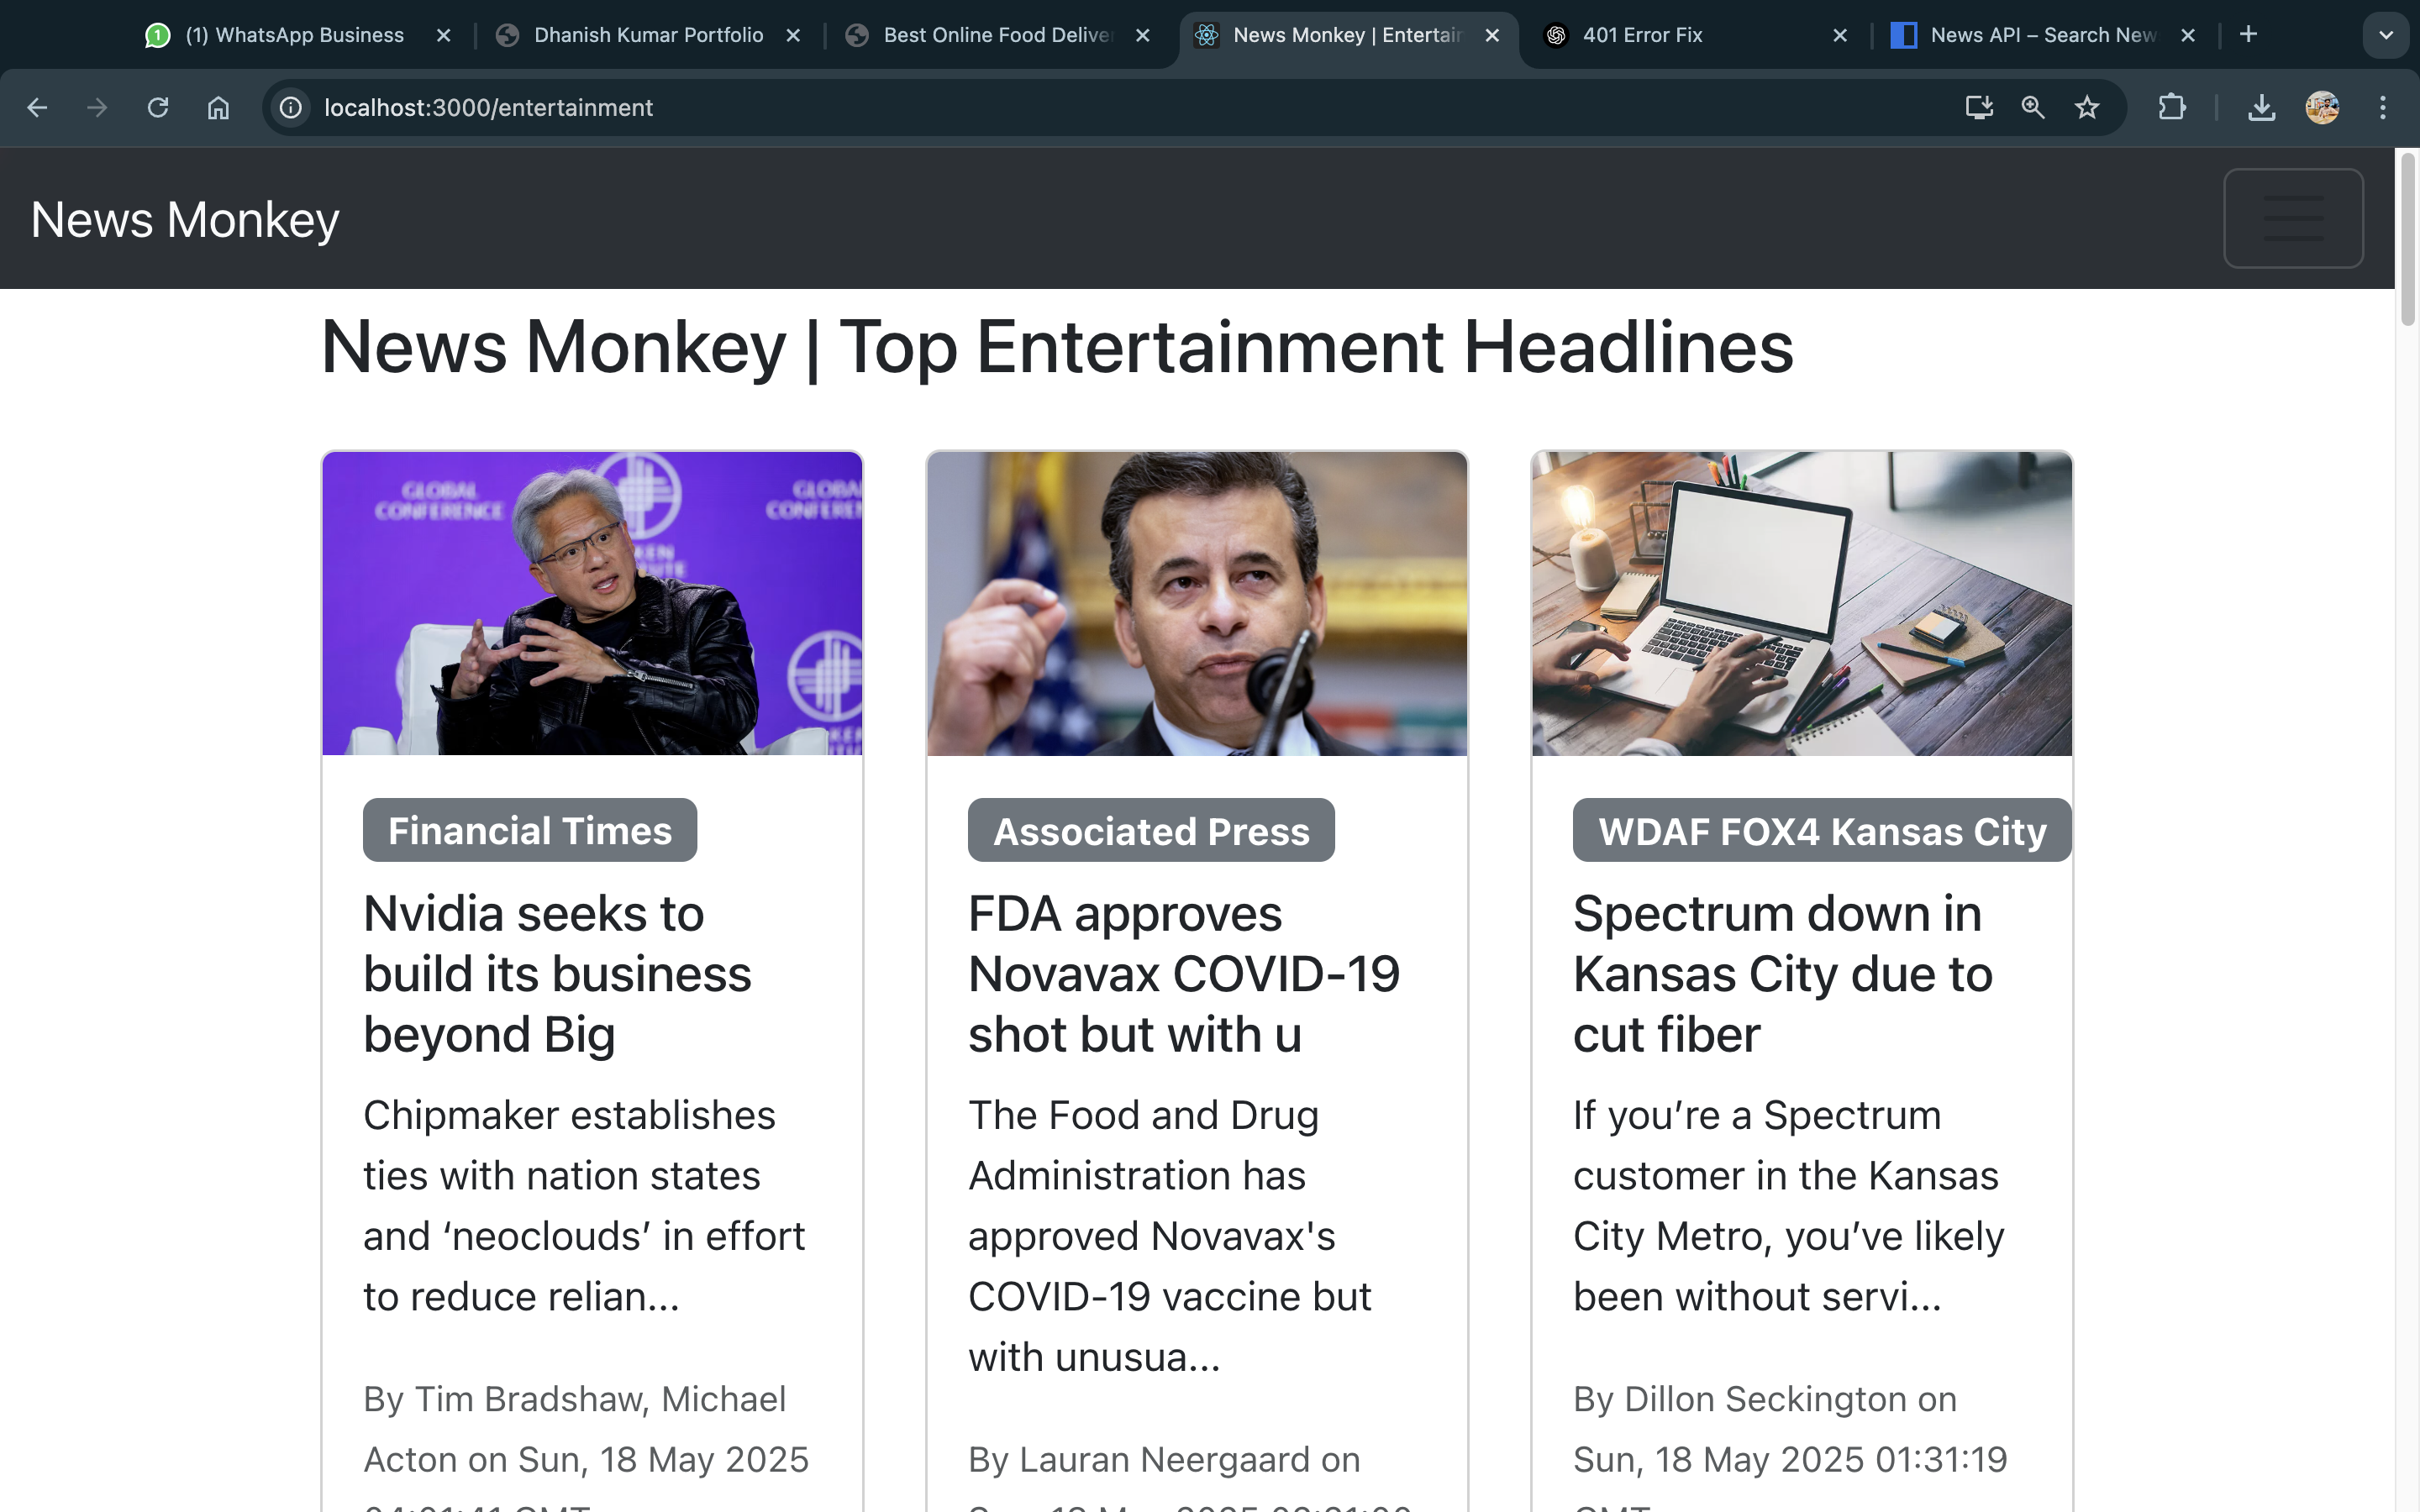 (1) WhatsApp Business
Dhanish Kumar Portfolio
Best Online Food Delive
News Monkey | Entertain
401 Error Fix
News API – Search New
localhost:3000/entertainment
News Monkey
News Monkey | Top Entertainment Headlines
GLOBAL
CONFERENCE
GLOBA
CONFEREN
Financial Times
Nvidia seeks to
build its business
beyond Big
Chipmaker establishes
ties with nation states
and ‘neoclouds’ in effort
to reduce relian...
By Tim Bradshaw, Michael
Acton on Sun, 18 May 2025
Associated Press
FDA approves
Novavax COVID-19
shot but with u
The Food and Drug
Administration has
approved Novavax's
COVID-19 vaccine but
with unusua...
By Lauran Neergaard on
WDAF FOX4 Kansas City
Spectrum down in
Kansas City due to
cut fiber
If you’re a Spectrum
customer in the Kansas
City Metro, you’ve likely
been without servi...
By Dillon Seckington on
Sun, 18 May 2025 01:31:19
GMT